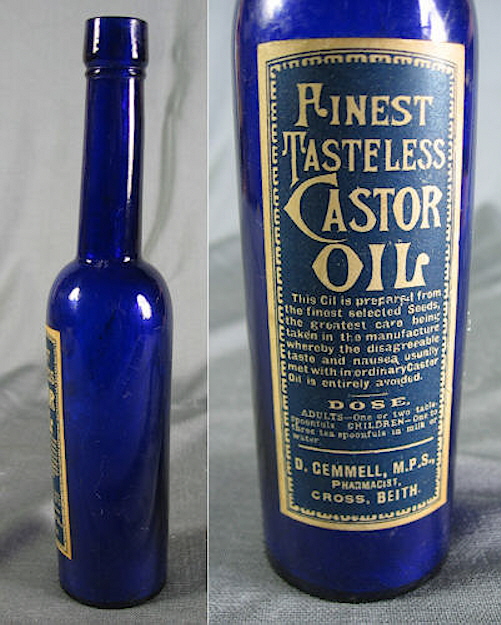 FINEST
TASTELESS
CASTOR
OIL
This Oil is prepared from
the finest selected Seeds,
the greatest care being
taken in the manufacture
whereby the disagreeable
taste and nausea usually
met with in ordinary Castor
Oil is entirely avoided.
DOSE.
ADULTS—One or two table-
spoonfuls CHILDREN—One to
three tea spoonfuls in milk or
water
D. GEMMELL, M.P.S.,
PHARMACIST,
CROSS, BEITH.